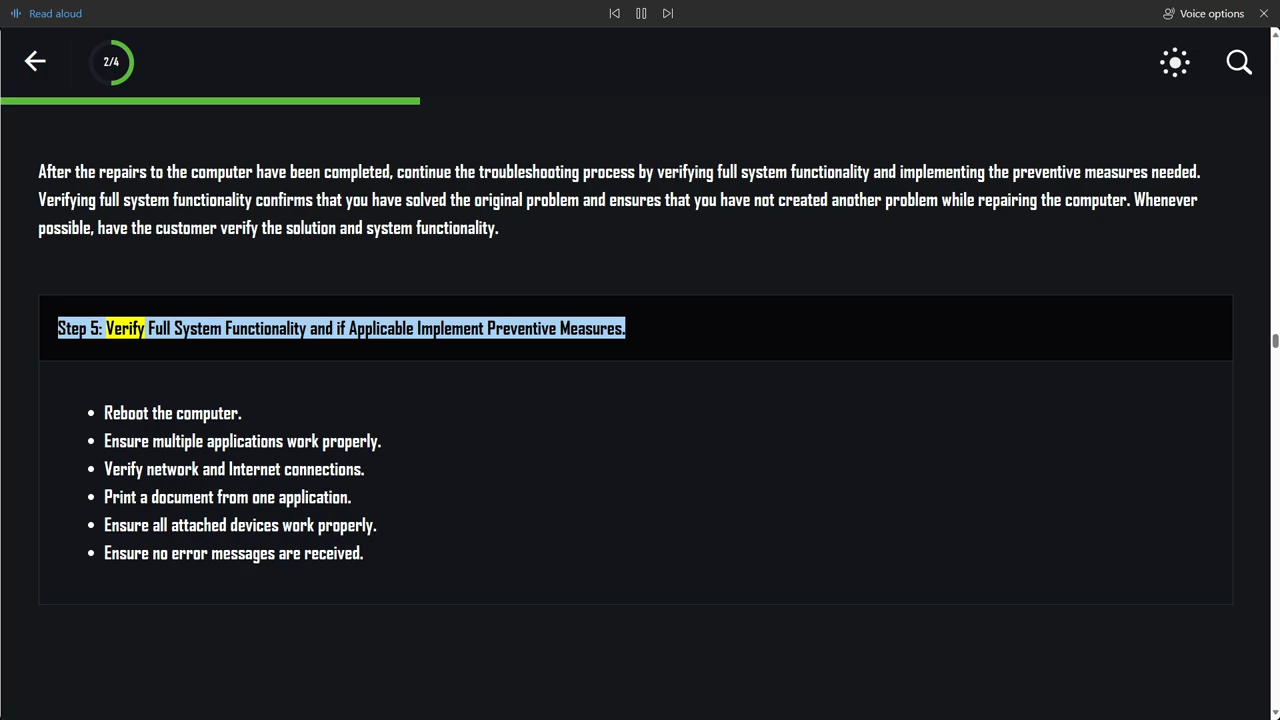 Read aloud
Voice options
2/4
After the repairs to the computer have been completed, continue the troubleshooting process by verifying full system functionality and implementing the preventive measures needed.
Verifying full system functionality confirms that you have solved the original problem and ensures that you have not created another problem while repairing the computer. Whenever
possible, have the customer verify the solution and system functionality.
Step 5: Verify Full System Functionality and if Applicable Implement Preventive Measures.
• Reboot the computer.
• Ensure multiple applications work properly.
• Verify network and Internet connections.
• Print a document from one application.
• Ensure all attached devices work properly.
• Ensure no error messages are received.